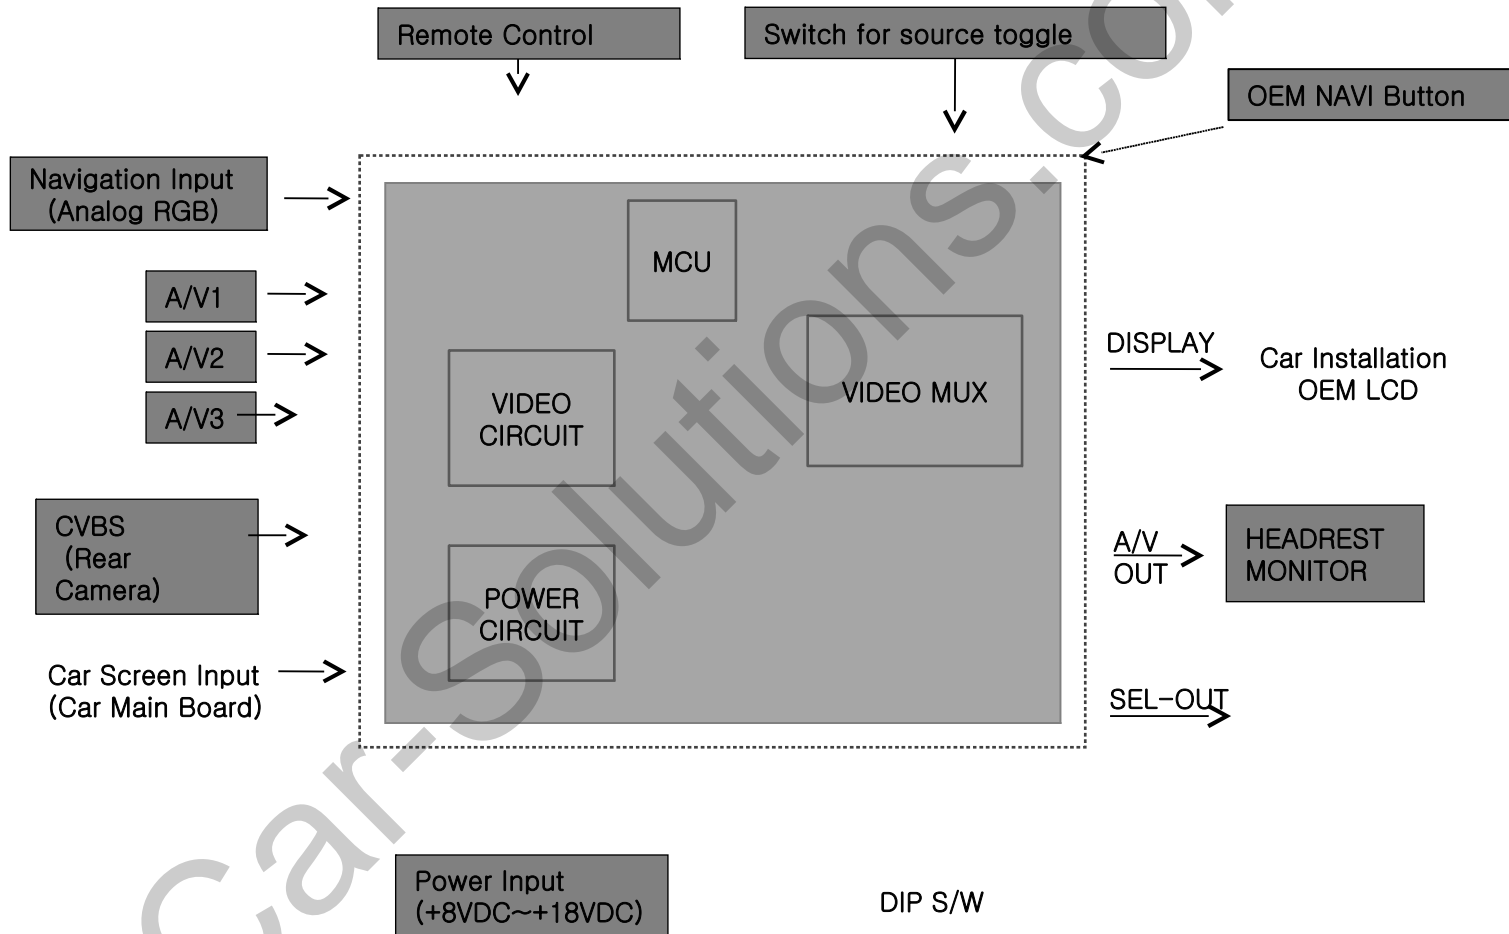 Remote Control
Switch for source toggle
OEM NAVI Button
Navigation Input
(Analog RGB)
MCU
A/V1
A/V2
A/V3
VIDEO
CIRCUIT
VIDEO MUX
DISPLAY
Car Installation
OEM LCD
CVBS
(Rear
Camera)
A/V
OUT
HEADREST
MONITOR
POWER
CIRCUIT
Car Screen Input
(Car Main Board)
SEL-OUT
Power Input
(+8VDC~+18VDC)
DIP S/W
Car-Solutions.co